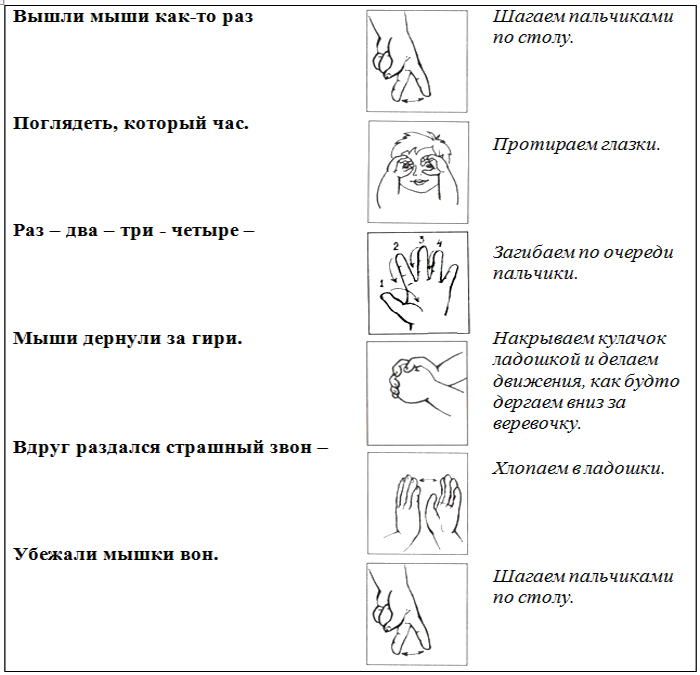 Вышли мыши как-то раз
Шагаем пальчиками
по столу.
Поглядеть, который час.
Протираем глазки.
Раз – два – три - четыре –
1
2
3
4
Загибаем по очереди
пальчики.
Мыши дернули за гири.
Накрываем кулачок
ладошкой и делаем
движения, как будто
дергаем вниз за
веревочку.
Вдруг раздался страшный звон –
Хлопаем в ладошки.
Убежали мышки вон.
Шагаем пальчиками
по столу.